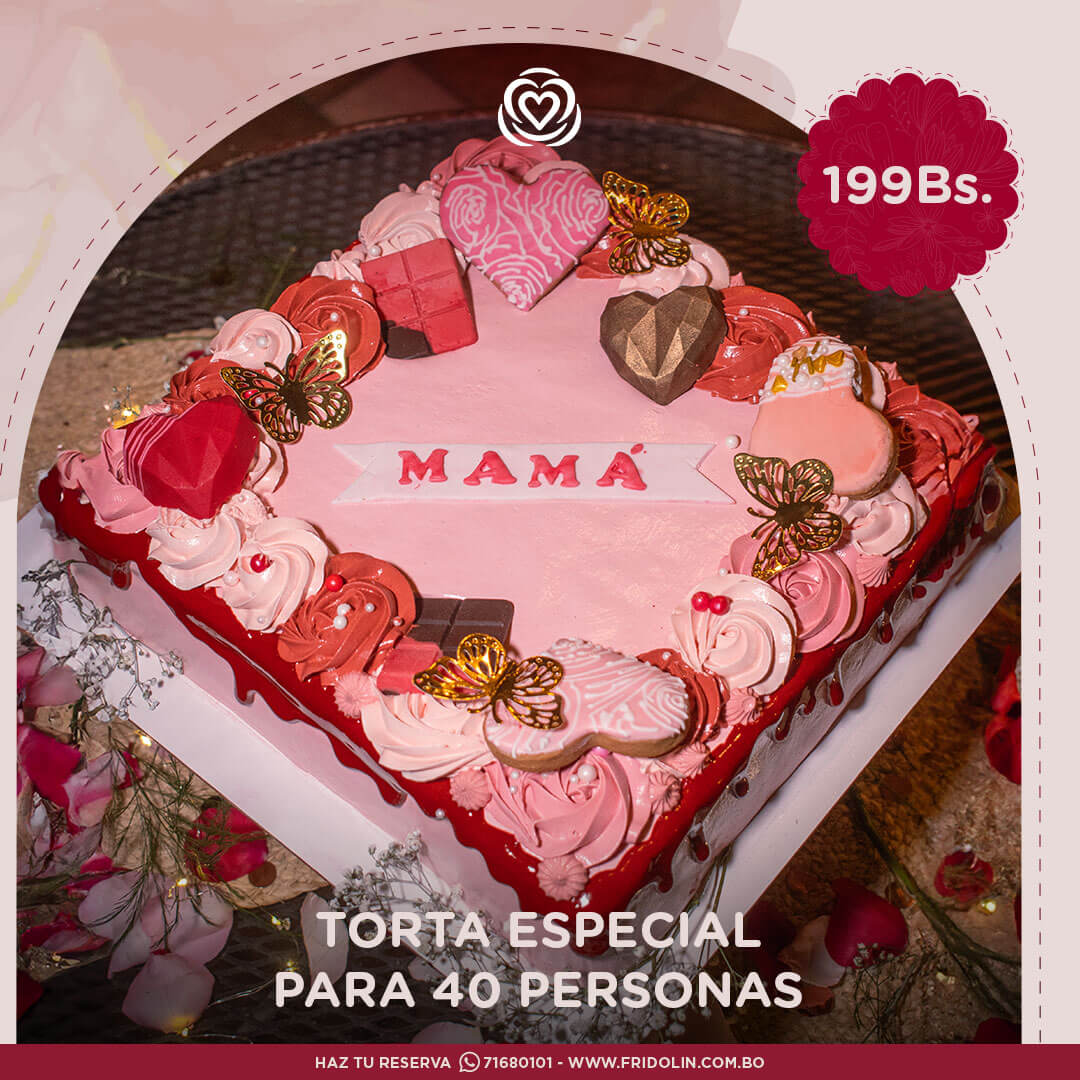 199Bs.
MAMÁ
TORTA ESPECIAL
PARA 40 PERSONAS
HAZ TU RESERVA 71680101 - WWW.FRIDOLIN.COM.BO